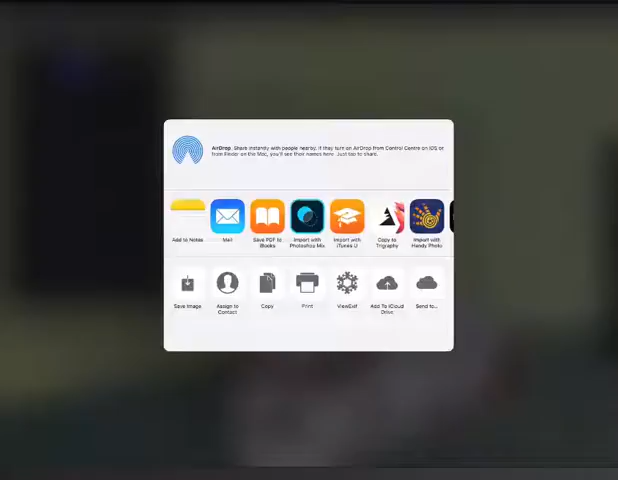 AirDrop. Share instantly with people nearby. If they turn on AirDrop from Control Centre on iOS or
from Finder on the Mac, you'll see their names here. Just tap to share.
Add to Notes
Mail
Save PDF to
iBooks
Import with
Photoshop Mix
Import with
iTunes U
Copy to
Trigraphy
Import with
Handy Photo
Save Image
Assign to
Contact
Copy
Print
ViewExif
Add To iCloud
Drive
Send to...